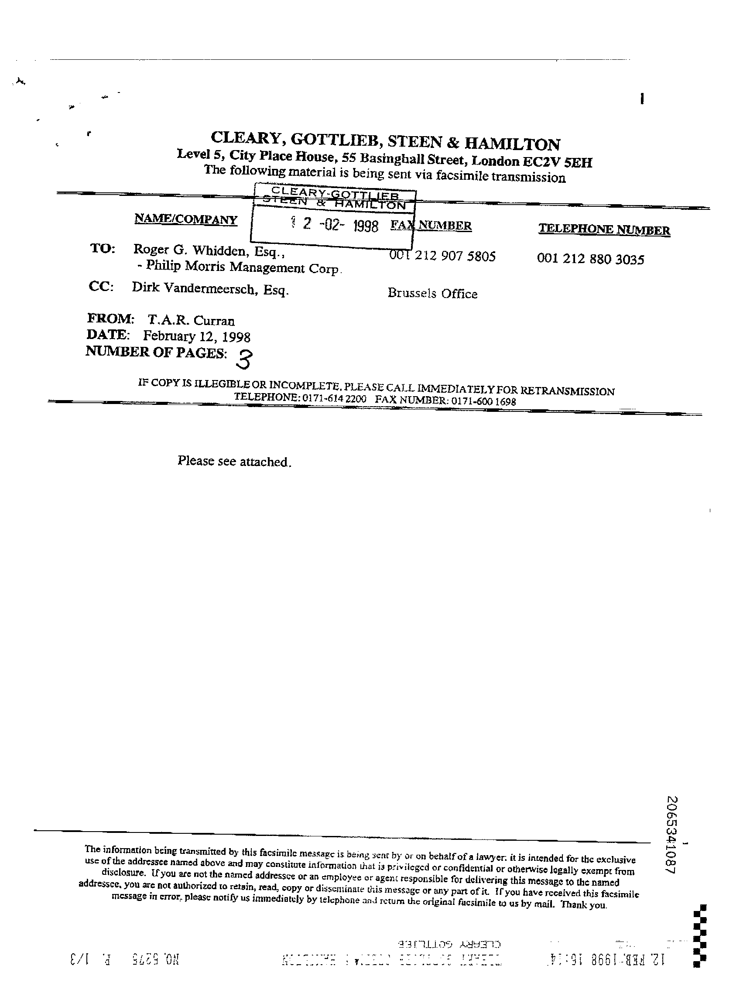 CLEARY, GOTTLIEB, STEEN & HAMILTON
Level 5, City Place House, 55 Basinghall Street, London EC2V 5EH
The following material is being sent via facsimile transmission
CLEARY-GOTTLIEB
STEEN & HAMILTON
2 -02- 1998
NAME/COMPANY FAX NUMBER TELEPHONE NUMBER
TO: Roger G. Whidden, Esq., 001 212 907 5805 001 212 880 3035
- Philip Morris Management Corp.
CC: Dirk Vandermeersch, Esq. Brussels Office
FROM: T.A.R. Curran
DATE: February 12, 1998
NUMBER OF PAGES: 3
IF COPY IS ILLEGIBLE OR INCOMPLETE, PLEASE CALL IMMEDIATELY FOR RETRANSMISSION
TELEPHONE: 0171-614 2200 FAX NUMBER: 0171-600 1698
Please see attached.
2065341087
The information being transmitted by this facsimile message is being sent by or on behalf of a lawyer; it is intended for the exclusive
use of the addressee named above and may constitute information that is privileged or confidential or otherwise legally exempt from
disclosure. If you are not the named addressee or an employee or agent responsible for delivering this message to the named
addressee, you are not authorized to retain, read, copy or disseminate this message or any part of it. If you have received this facsimile
message in error, please notify us immediately by telephone and return the original facsimile to us by mail. Thank you.
CLEARY GOTTLIEB
12. FEB. 1998 16:14 NO. 5275 P. 1/3